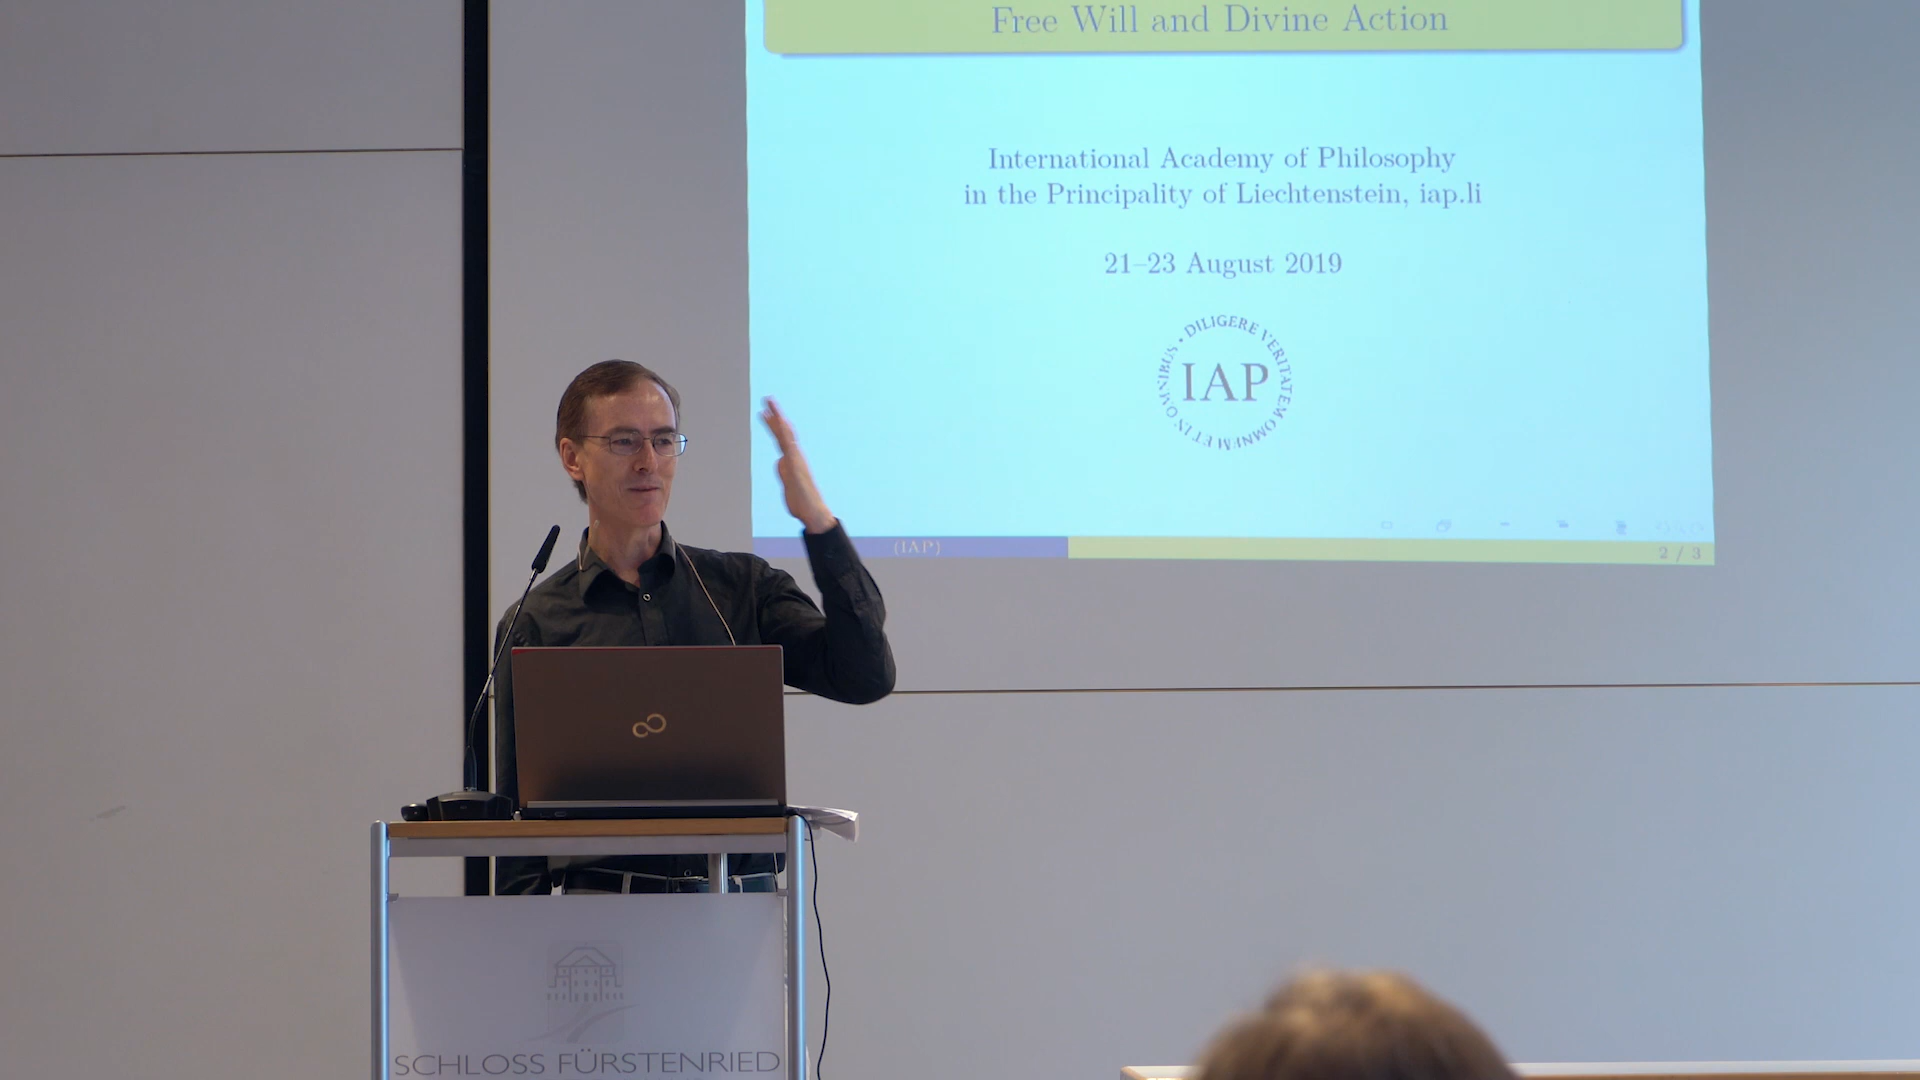 Free Will and Divine Action
International Academy of Philosophy
in the Principality of Liechtenstein, iap.li
21–23 August 2019
DILIGERE VERITATEM OMNEM ET IN OMNIBUS •
IAP
(IAP)
2 / 3
SCHLOSS FÜRSTENRIED